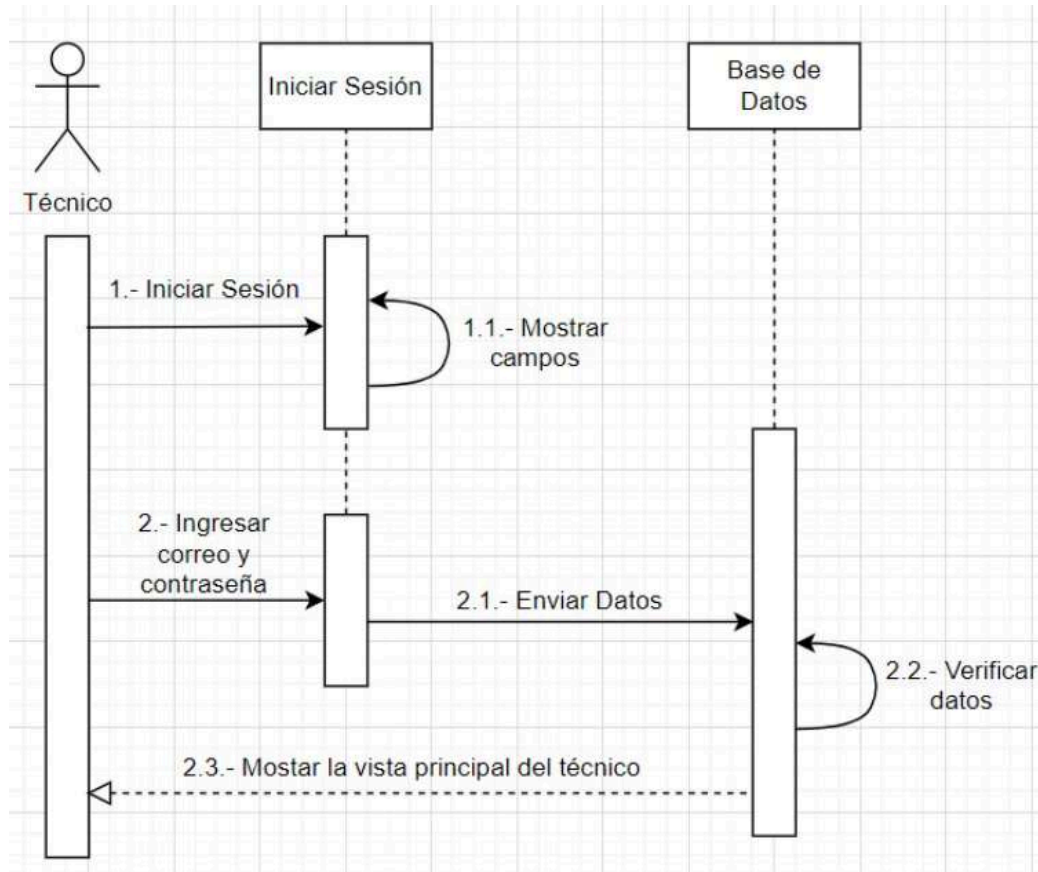 Iniciar Sesión
Base de
Datos
Técnico
1.- Iniciar Sesión
1.1.- Mostrar
campos
2.- Ingresar
correo y
contraseña
2.1.- Enviar Datos
2.2.- Verificar
datos
2.3.- Mostar la vista principal del técnico